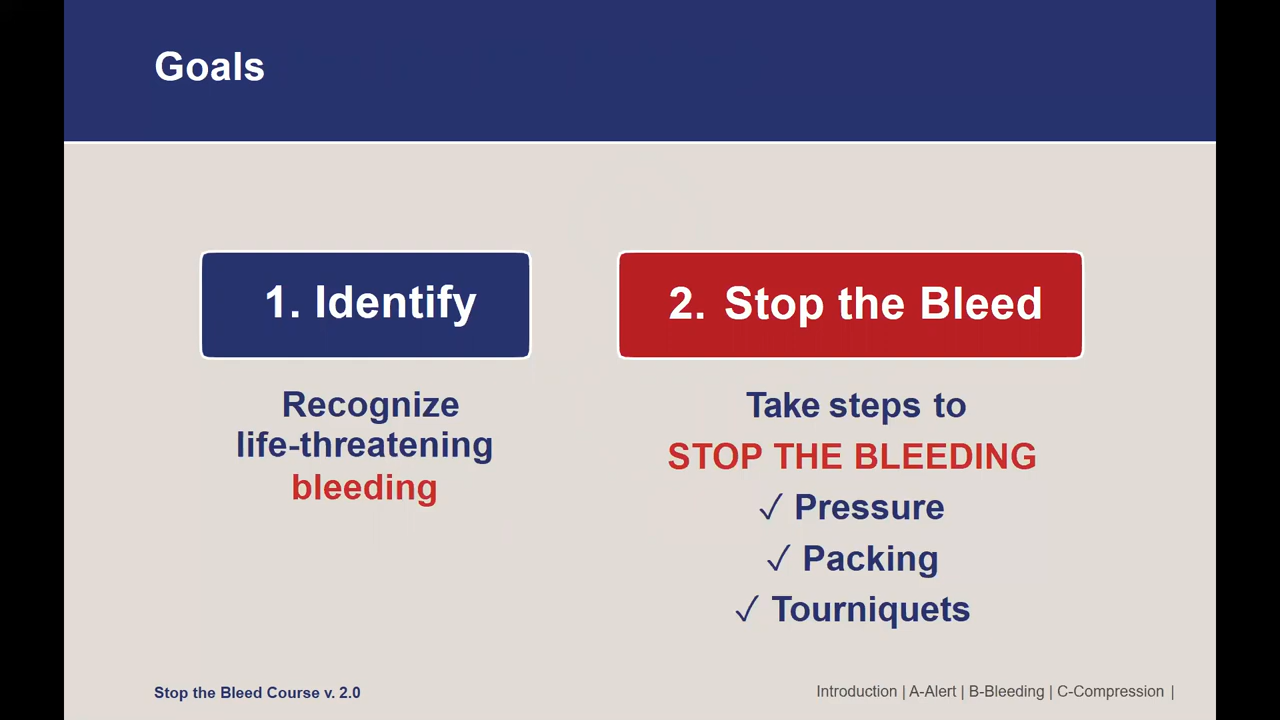 Goals
1. Identify
Recognize
life-threatening
bleeding
2. Stop the Bleed
Take steps to
STOP THE BLEEDING
✓ Pressure
✓ Packing
✓ Tourniquets
Stop the Bleed Course v. 2.0
Introduction | A-Alert | B-Bleeding | C-Compression |